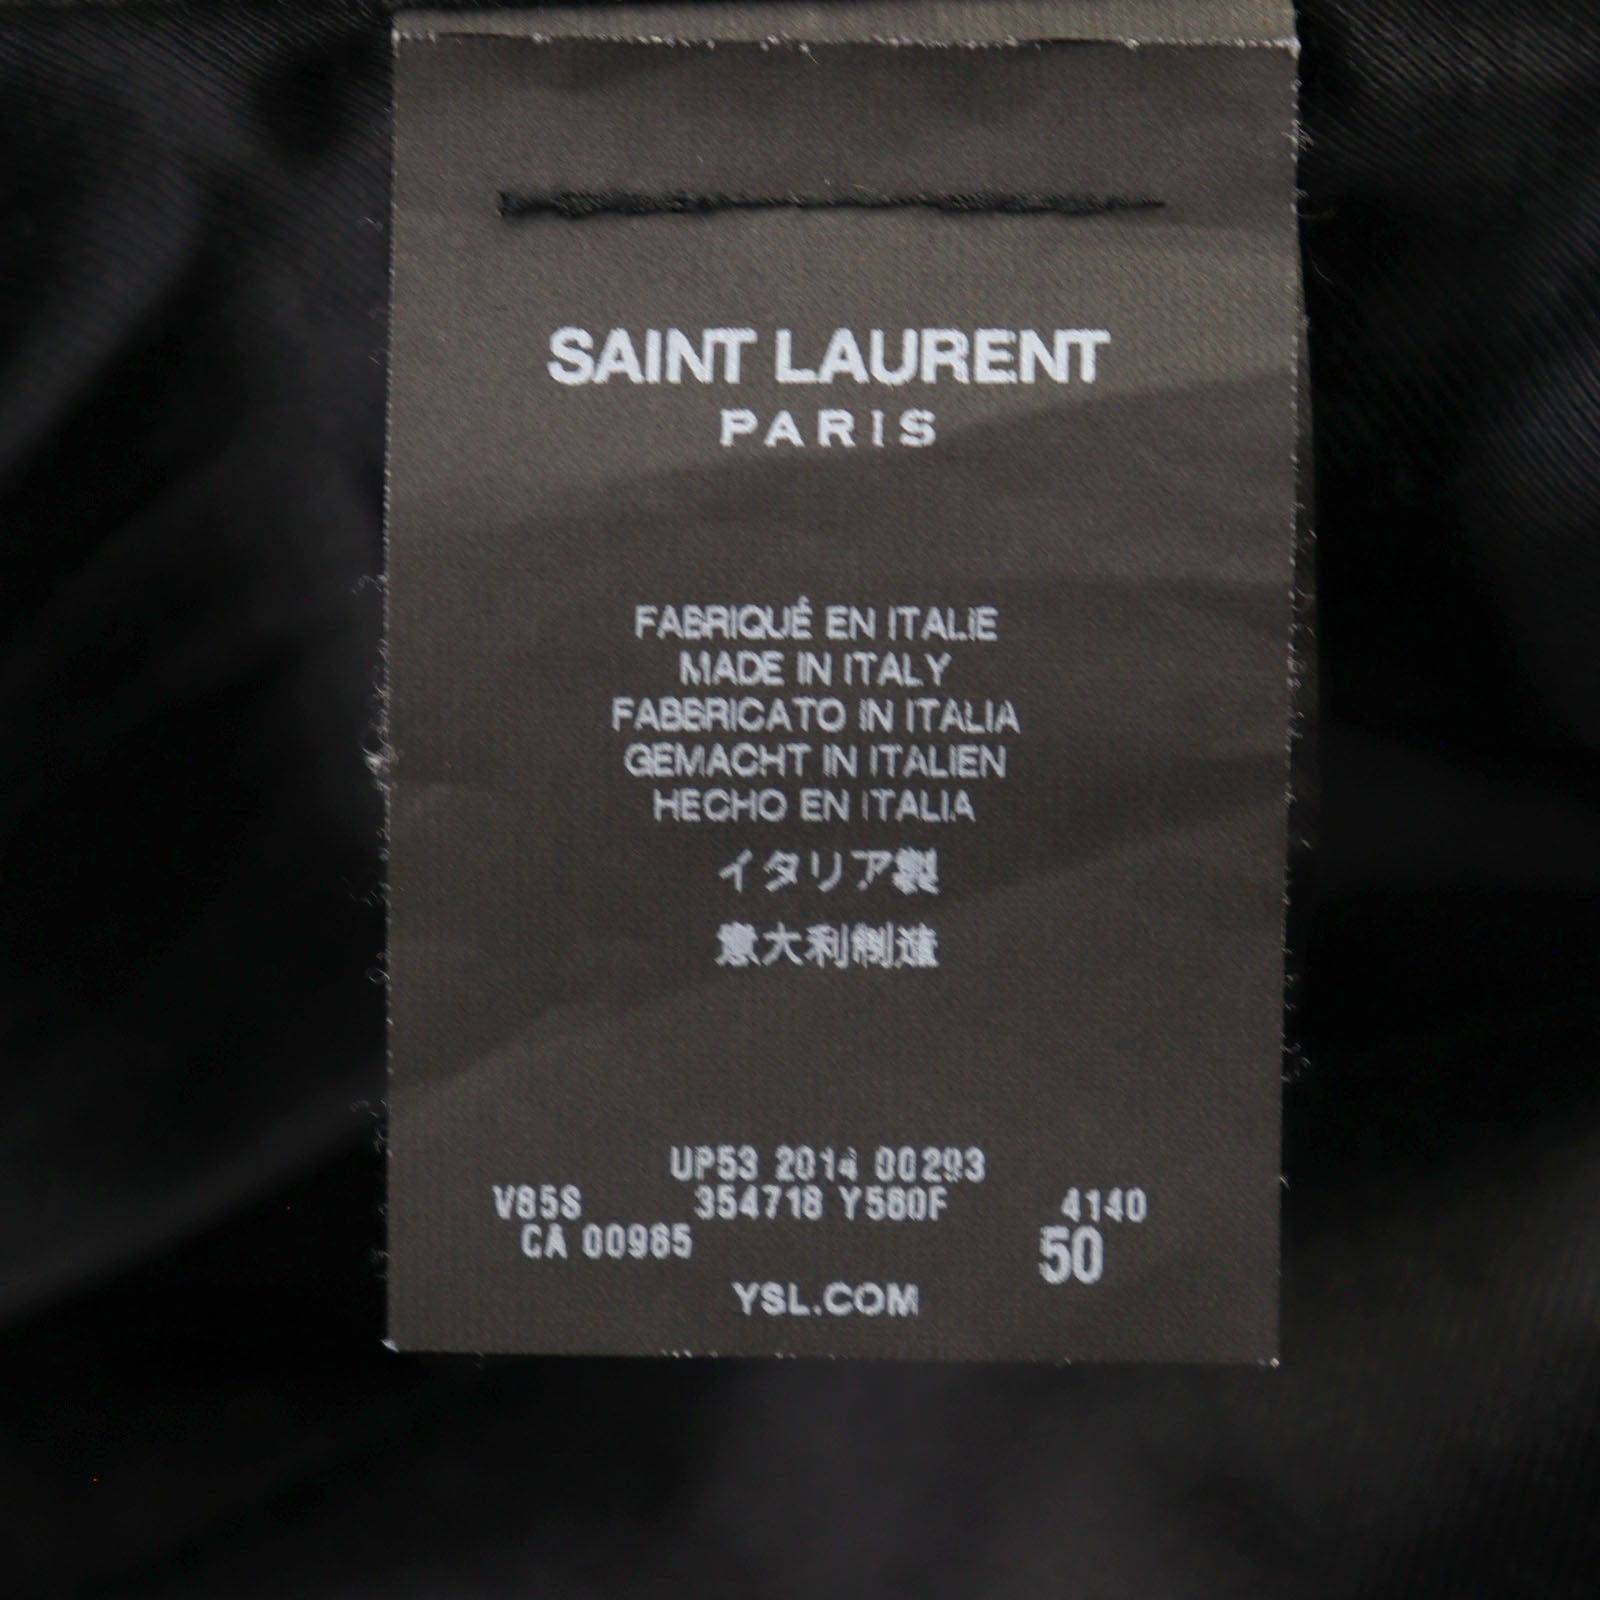 SAINT LAURENT
PARIS
FABRIQUÉ EN ITALIE
MADE IN ITALY
FABBRICATO IN ITALIA
GEMACHT IN ITALIEN
HECHO EN ITALIA
イタリア製
意大利制造
UP53 2014 00293
V85S 354718 Y580F 4140
CA 00965 50
YSL.COM